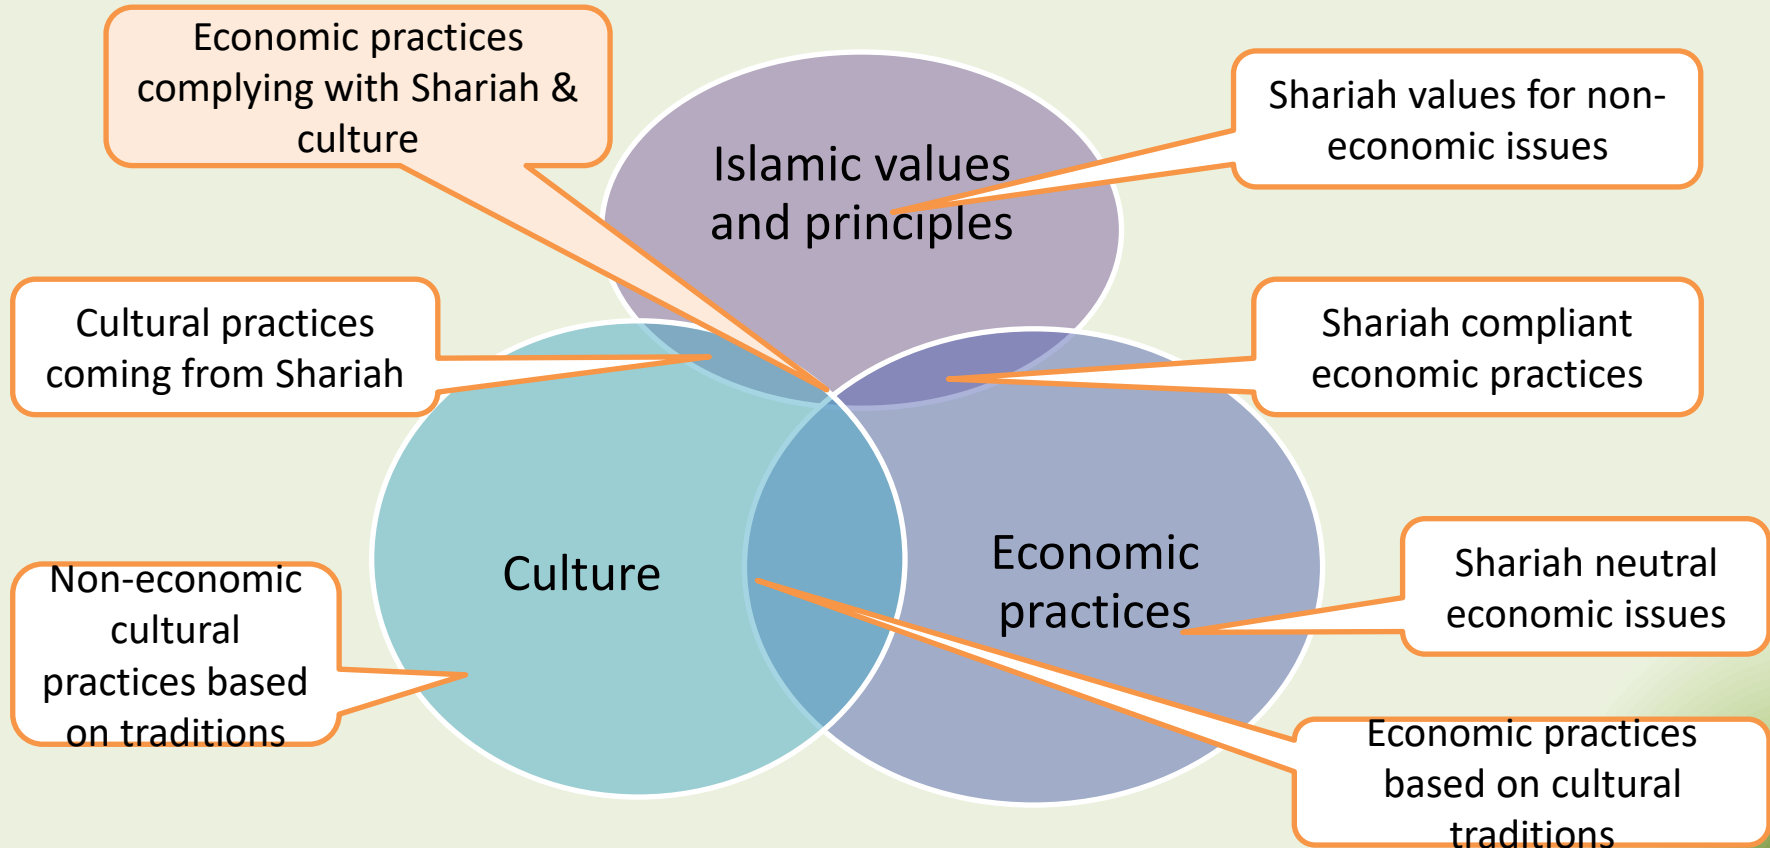 Economic practices
complying with Shariah &
culture
Islamic values
and principles
Shariah values for non-
economic issues
Cultural practices
coming from Shariah
Shariah compliant
economic practices
Culture
Economic
practices
Non-economic
cultural
practices based
on traditions
Shariah neutral
economic issues
Economic practices
based on cultural
traditions